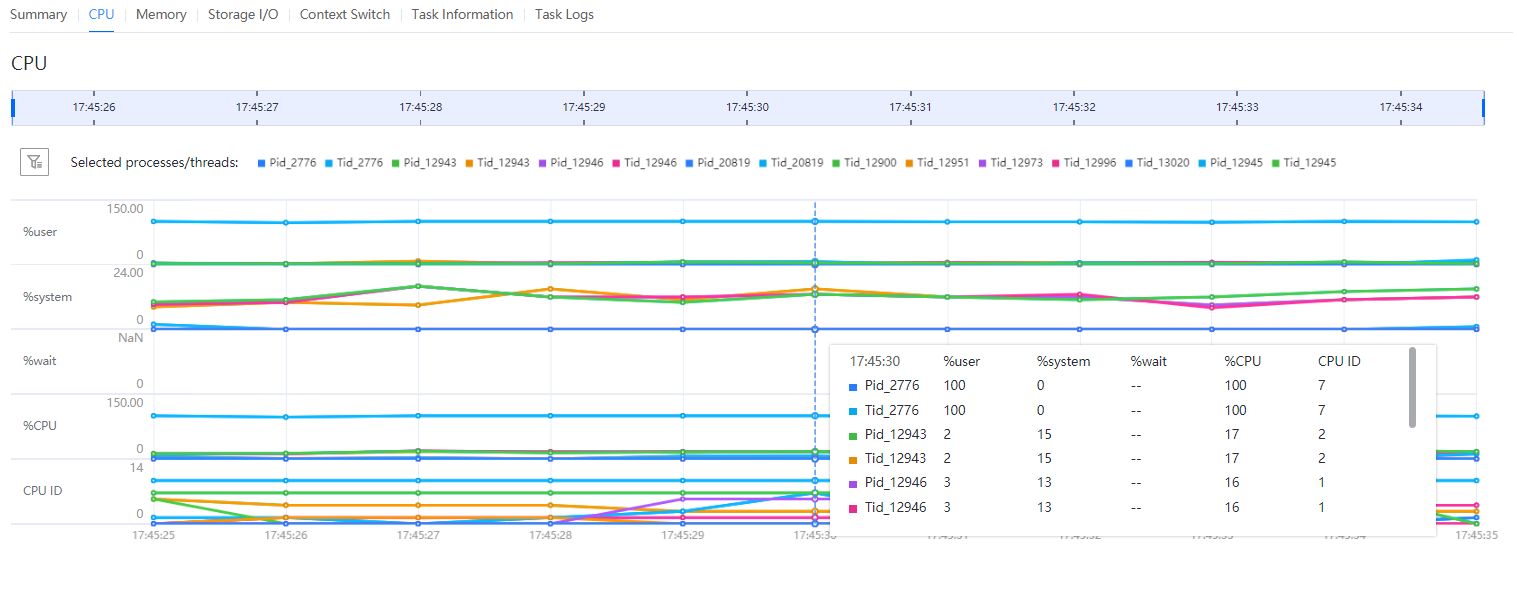 Summary CPU Memory Storage I/O Context Switch Task Information Task Logs
CPU
17:45:26 17:45:27 17:45:28 17:45:29 17:45:30 17:45:31 17:45:32 17:45:33 17:45:34
Selected processes/threads: Pid_2776 Tid_2776 Pid_12943 Tid_12943 Pid_12946 Tid_12946 Pid_20819 Tid_20819 Tid_12900 Tid_12951 Tid_12973 Tid_12996 Tid_13020 Pid_12945 Tid_12945
150.00
%user
0
24.00
%system
0
NaN
%wait
0
150.00
%CPU
0
14
CPU ID
0
17:45:30 %user %system %wait %CPU CPU ID
Pid_2776 100 0 -- 100 7
Tid_2776 100 0 -- 100 7
Pid_12943 2 15 -- 17 2
Tid_12943 2 15 -- 17 2
Pid_12946 3 13 -- 16 1
Tid_12946 3 13 -- 16 1
17:45:25 17:45:26 17:45:27 17:45:28 17:45:29 17:45:30 17:45:35